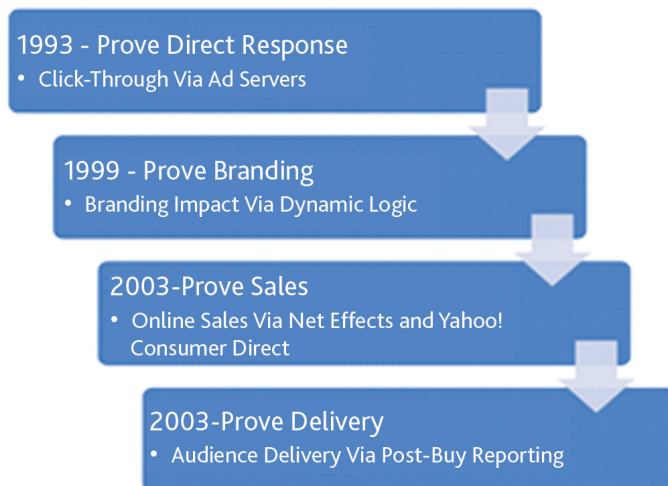 1993 - Prove Direct Response
• Click-Through Via Ad Servers
1999 - Prove Branding
• Branding Impact Via Dynamic Logic
2003-Prove Sales
• Online Sales Via Net Effects and Yahoo!
Consumer Direct
2003-Prove Delivery
• Audience Delivery Via Post-Buy Reporting